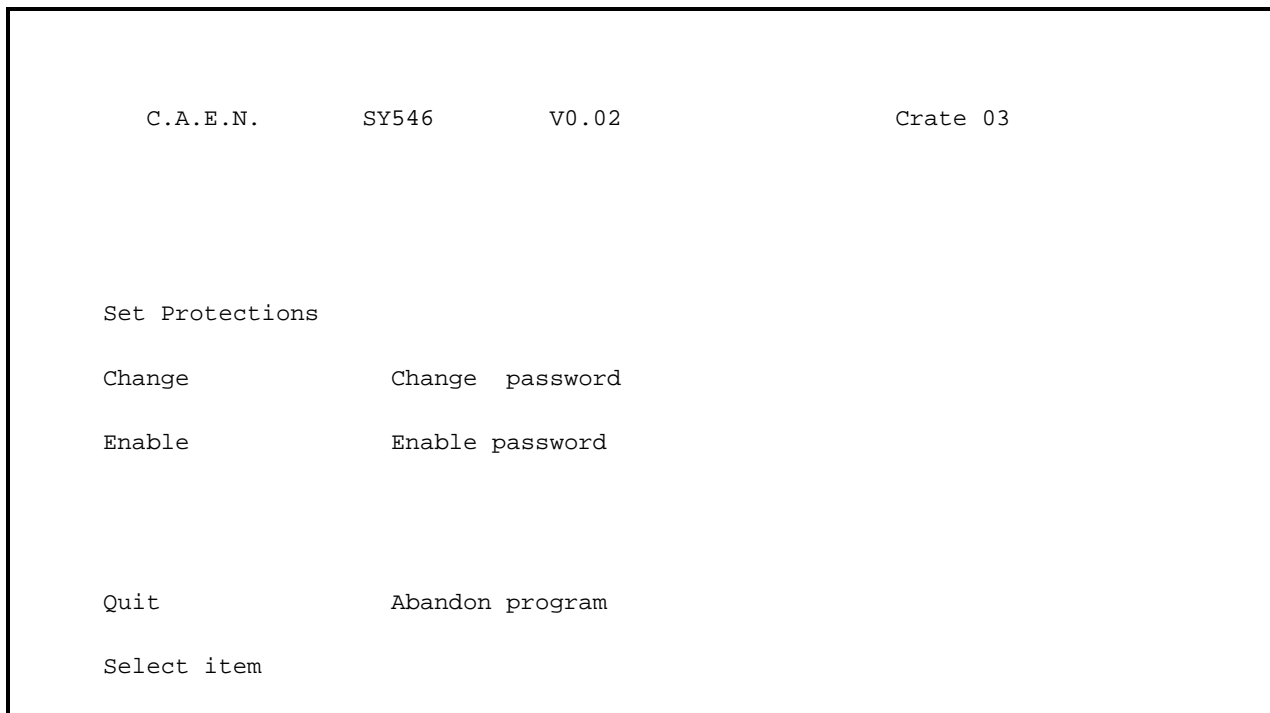 C.A.E.N. SY546 V0.02 Crate 03
Set Protections
Change Change password
Enable Enable password
Quit Abandon program
Select item